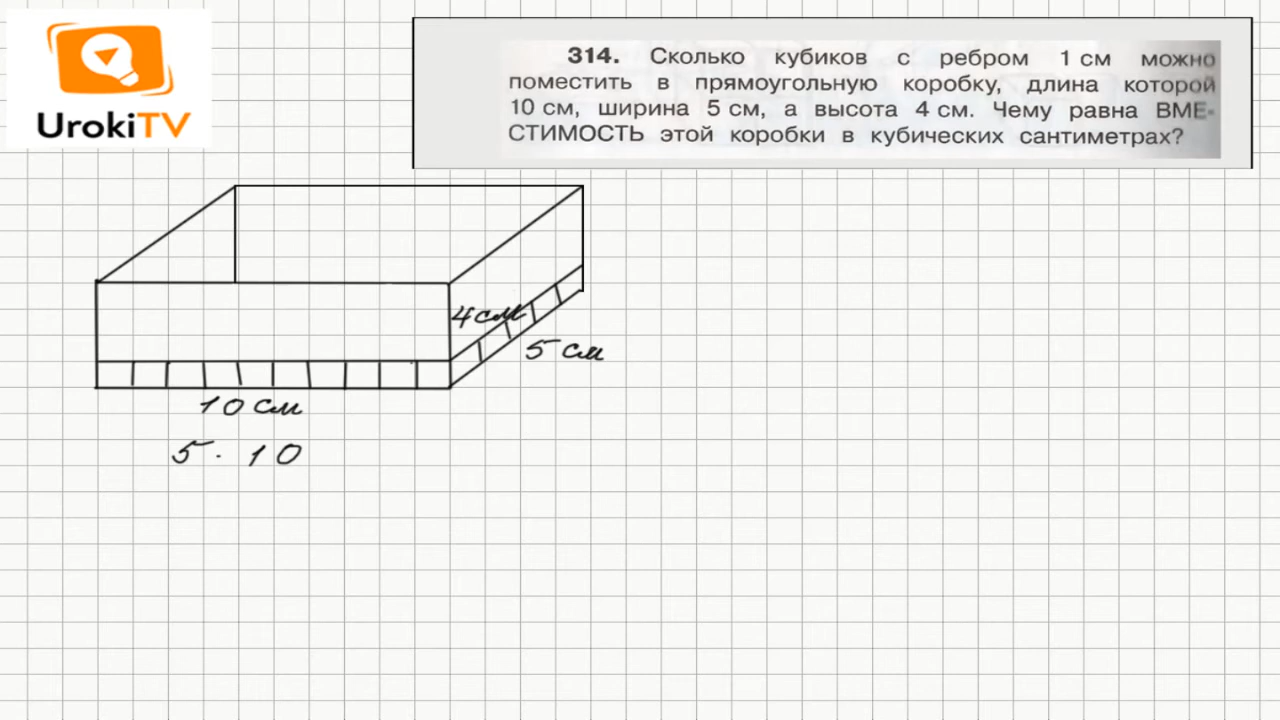 UrokiTV
314. Сколько кубиков с ребром 1 см можно
поместить в прямоугольную коробку, длина которой
10 см, ширина 5 см, а высота 4 см. Чему равна ВМЕ-
СТИМОСТЬ этой коробки в кубических сантиметрах?
4 см
5 см
10 см
5 · 10